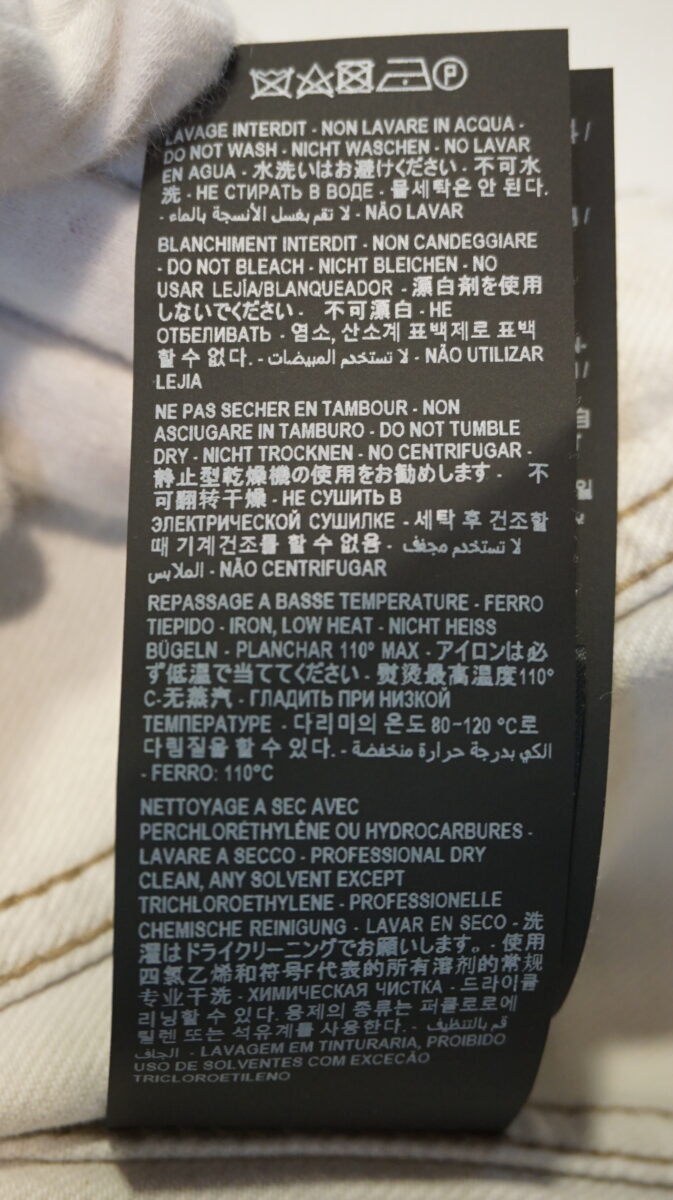 P
LAVAGE INTERDIT - NON LAVARE IN ACQUA -
DO NOT WASH - NICHT WASCHEN - NO LAVAR
EN AGUA - 水洗いはお避けください - 不可水
洗 - НЕ СТИРАТЬ В ВОДЕ - 물세탁은 안 된다.
- لا تقم بغسل الأنسجة بالماء - NÃO LAVAR
BLANCHIMENT INTERDIT - NON CANDEGGIARE
- DO NOT BLEACH - NICHT BLEICHEN - NO
USAR LEJÍA/BLANQUEADOR - 漂白剤を使用
しないでください - 不可漂白 - НЕ
ОТБЕЛИВАТЬ - 염소, 산소계 표백제로 표백
할 수 없다. - لا تستخدم المبيضات - NÃO UTILIZAR
LEJIA
NE PAS SECHER EN TAMBOUR - NON
ASCIUGARE IN TAMBURO - DO NOT TUMBLE
DRY - NICHT TROCKNEN - NO CENTRIFUGAR -
静止型乾燥機の使用をお勧めします - 不
可翻转干燥 - НЕ СУШИТЬ В
ЭЛЕКТРИЧЕСКОЙ СУШИЛКЕ - 세탁 후 건조할
때 기계건조를 할 수 없음 - لا تستخدم مجفف
الملابس - NÃO CENTRIFUGAR
REPASSAGE A BASSE TEMPERATURE - FERRO
TIEPIDO - IRON, LOW HEAT - NICHT HEISS
BÜGELN - PLANCHAR 110° MAX - アイロンは必
ず低温で当ててください - 熨烫最高温度110°
C-无蒸汽 - ГЛАДИТЬ ПРИ НИЗКОЙ
ТЕМПЕРАТУРЕ - 다리미의 온도 80~120 °C로
다림질을 할 수 있다. - الكي بدرجة حرارة منخفضة
- FERRO: 110°C
NETTOYAGE A SEC AVEC
PERCHLORÉTHYLÈNE OU HYDROCARBURES -
LAVARE A SECCO - PROFESSIONAL DRY
CLEAN, ANY SOLVENT EXCEPT
TRICHLOROETHYLENE - PROFESSIONELLE
CHEMISCHE REINIGUNG - LAVAR EN SECO - 洗
濯はドライクリーニングでお願いします。- 使用
四氯乙烯和符号F代表的所有溶剂的常规
专业干洗 - ХИМИЧЕСКАЯ ЧИСТКА - 드라이클
리닝할 수 있다. 용제의 종류는 퍼클로로에
틸렌 또는 석유계를 사용한다. - قم بالتنظيف
الجاف - LAVAGEM EM TINTURARIA, PROIBIDO
USO DE SOLVENTES COM EXCECÃO
TRICLOROETILENO